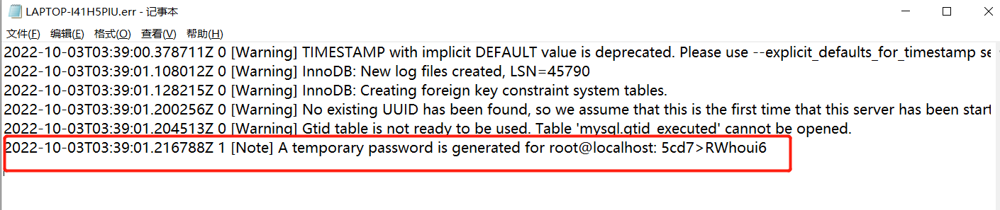 LAPTOP-I41H5PIU.err - 记事本
文件(F) 编辑(E) 格式(O) 查看(V) 帮助(H)
2022-10-03T03:39:00.378711Z 0 [Warning] TIMESTAMP with implicit DEFAULT value is deprecated. Please use --explicit_defaults_for_timestamp se
2022-10-03T03:39:01.108012Z 0 [Warning] InnoDB: New log files created, LSN=45790
2022-10-03T03:39:01.128215Z 0 [Warning] InnoDB: Creating foreign key constraint system tables.
2022-10-03T03:39:01.200256Z 0 [Warning] No existing UUID has been found, so we assume that this is the first time that this server has been start
2022-10-03T03:39:01.204513Z 0 [Warning] Gtid table is not ready to be used. Table 'mysql.gtid_executed' cannot be opened.
2022-10-03T03:39:01.216788Z 1 [Note] A temporary password is generated for root@localhost: 5cd7>RWhoui6